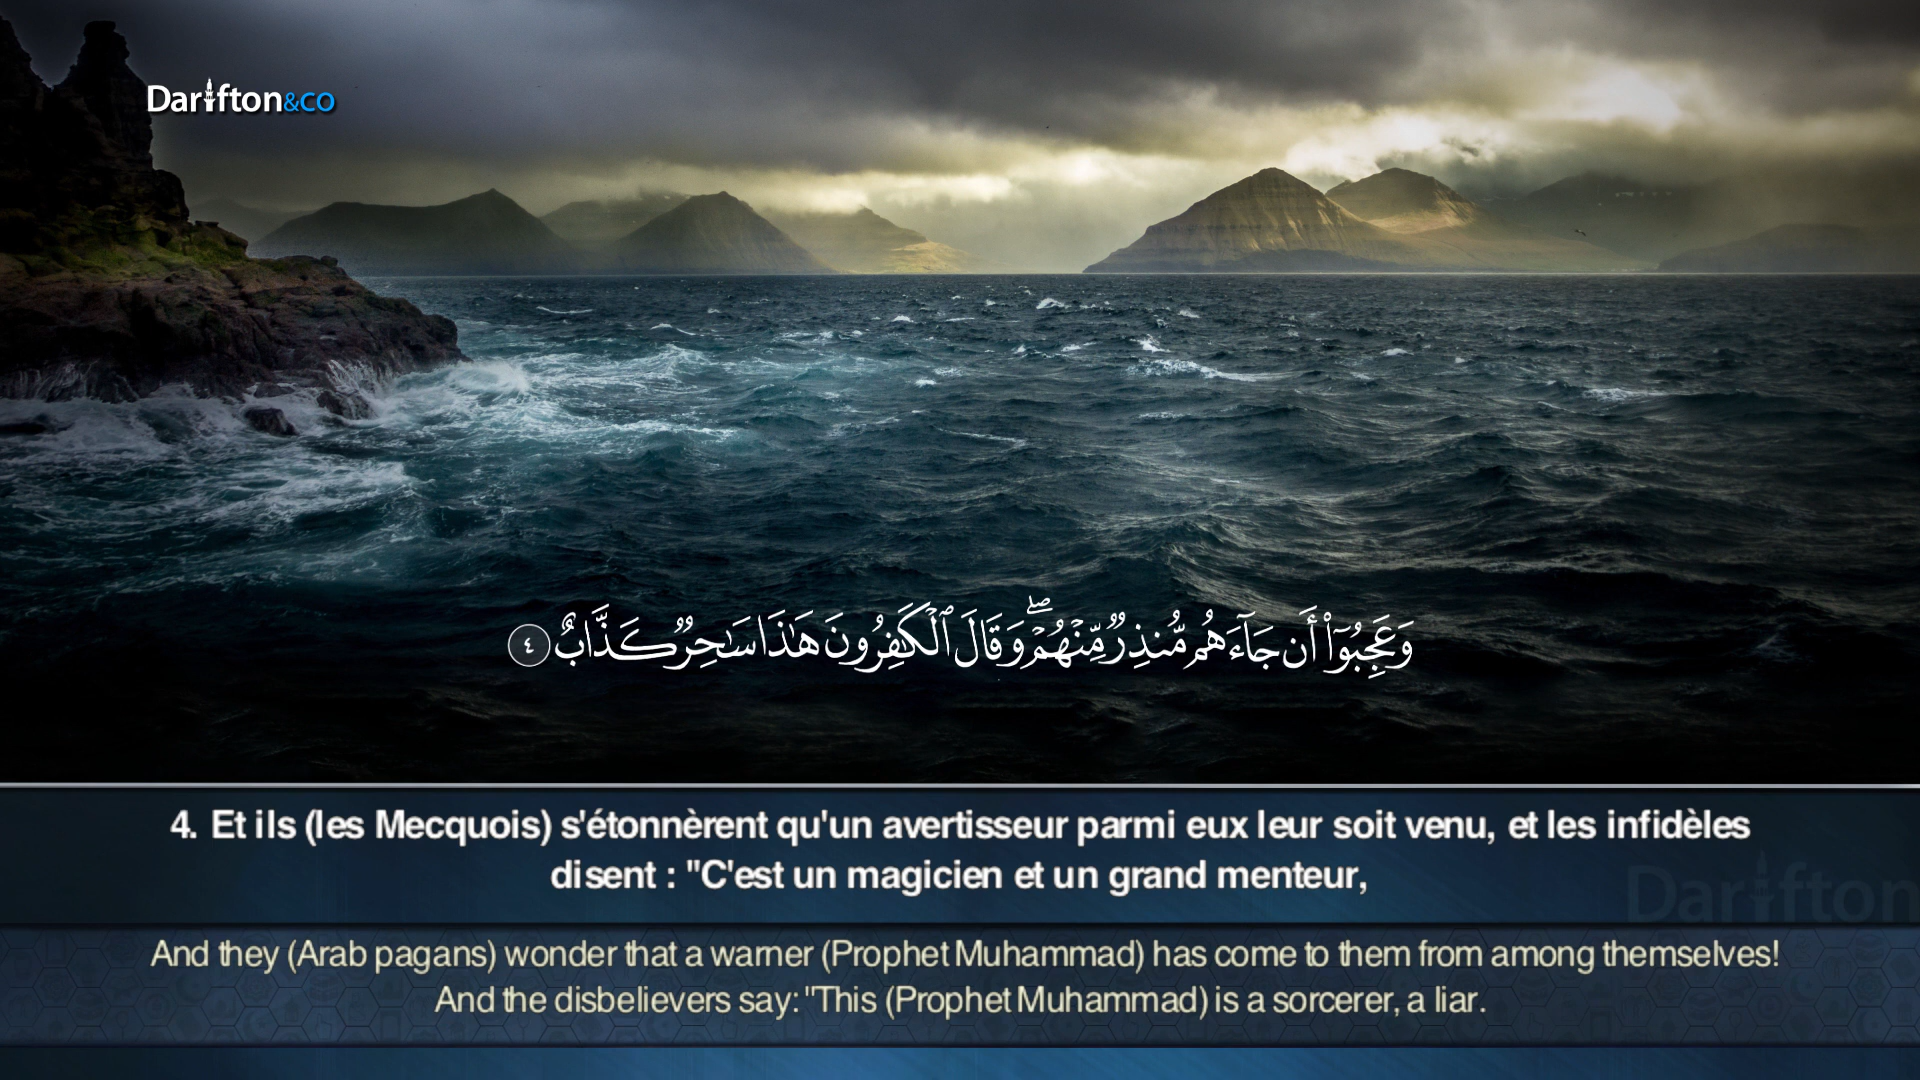 Darifton&CO
وَعَجِبُوٓا۟ أَن جَآءَهُم مُّنذِرٌ مِّنْهُمْ ۖ وَقَالَ ٱلْكَٰفِرُونَ هَٰذَا سَٰحِرٌ كَذَّابٌ ٤
4. Et ils (les Mecquois) s'étonnèrent qu'un avertisseur parmi eux leur soit venu, et les infidèles
disent : "C'est un magicien et un grand menteur,
Darifton
And they (Arab pagans) wonder that a warner (Prophet Muhammad) has come to them from among themselves!
And the disbelievers say: "This (Prophet Muhammad) is a sorcerer, a liar.